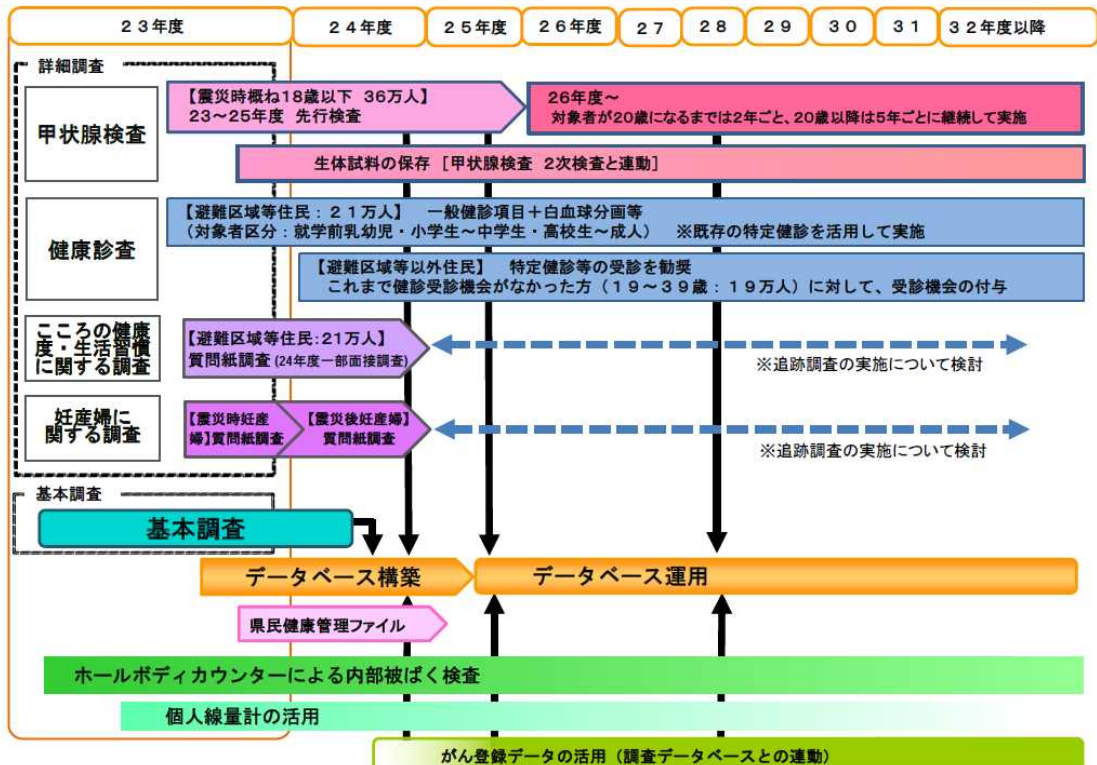 ２３年度
２４年度
２５年度
２６年度
２７
２８
２９
３０
３１
３２年度以降
詳細調査
甲状腺検査
【震災時概ね18歳以下 ３６万人】
２３～２５年度 先行検査
26年度～
対象者が２０歳になるまでは２年ごと、２０歳以降は５年ごとに継続して実施
生体試料の保存 ［甲状腺検査 ２次検査と連動］
健康診査
【避難区域等住民：２１万人】 一般健診項目＋白血球分画等
（対象者区分：就学前乳幼児・小学生～中学生・高校生～成人） ※既存の特定健診を活用して実施
【避難区域等以外住民】 特定健診等の受診を勧奨
これまで健診受診機会がなかった方（１９～３９歳：１９万人）に対して、受診機会の付与
こころの健康
度・生活習慣
に関する調査
【避難区域等住民:21万人】
質問紙調査(24年度一部面接調査)
※追跡調査の実施について検討
妊産婦に
関する調査
【震災時妊産
婦】質問紙調査
【震災後妊産婦】
質問紙調査
※追跡調査の実施について検討
基本調査
基本調査
データベース構築
データベース運用
県民健康管理ファイル
ホールボディカウンターによる内部被ばく検査
個人線量計の活用
がん登録データの活用（調査データベースとの連動）